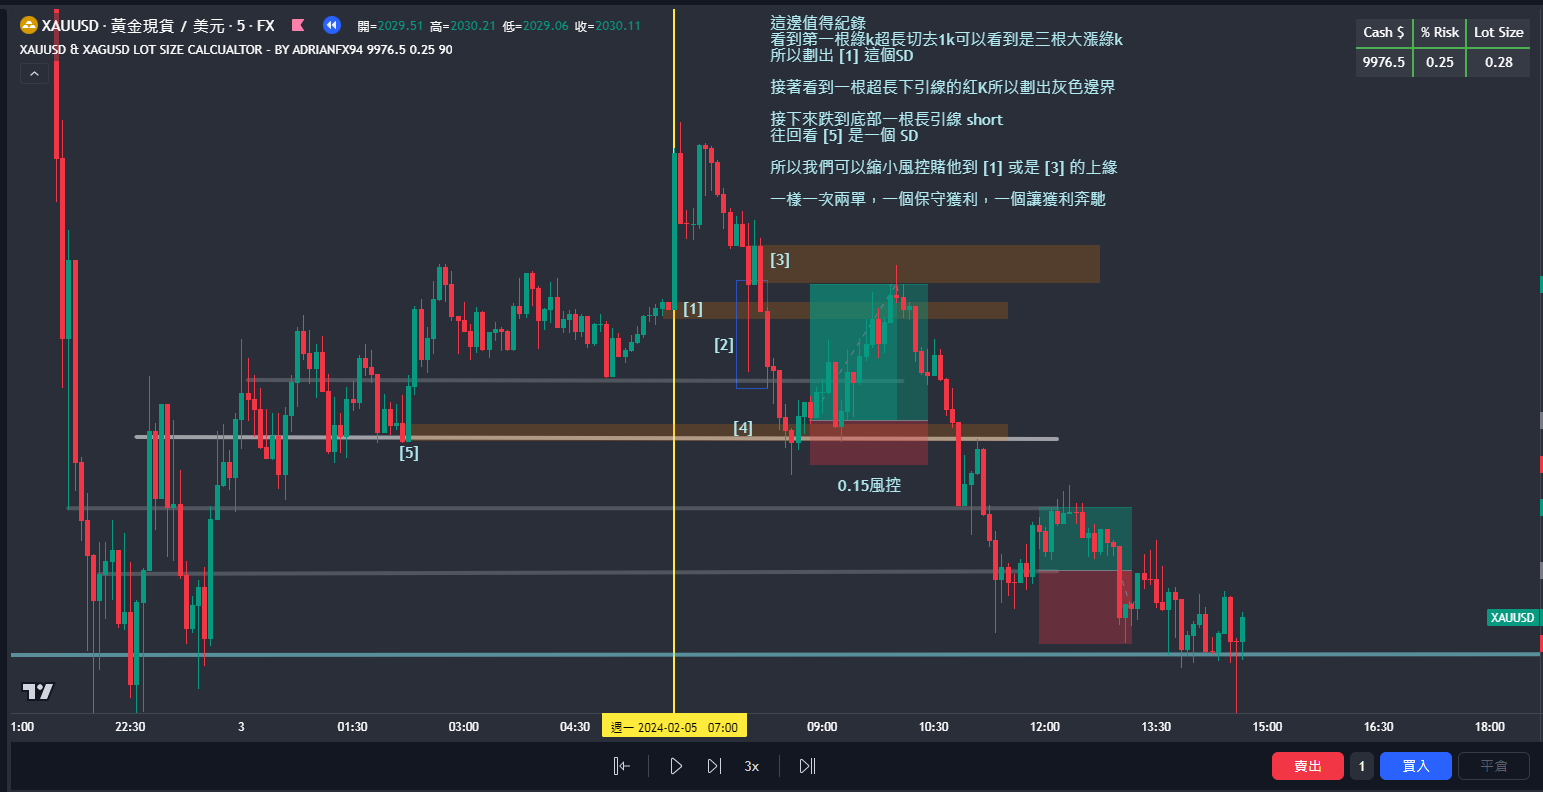 XAUUSD · 黃金現貨 / 美元 · 5 · FX 開=2029.51 高=2030.21 低=2029.06 收=2030.11
XAUUSD & XAGUSD LOT SIZE CALCUALTOR - BY ADRIANFX94 9976.5 0.25 90
這邊值得紀錄
看到第一根綠k超長切去1k可以看到是三根大漲綠k
所以劃出 [1] 這個SD
接著看到一根超長下引線的紅K所以劃出灰色邊界
接下來跌到底部一根長引線 short
往回看 [5] 是一個 SD
所以我們可以縮小風控賭他到 [1] 或是 [3] 的上緣
一樣一次兩單，一個保守獲利，一個讓獲利奔馳
Cash $ % Risk Lot Size
9976.5 0.25 0.28
[3]
[1]
[2]
[4]
[5]
0.15風控
XAUUSD
1:00 22:30 3 01:30 03:00 04:30 週一 2024-02-05 07:00 09:00 10:30 12:00 13:30 15:00 16:30 18:00
3x 賣出 1 買入 平倉